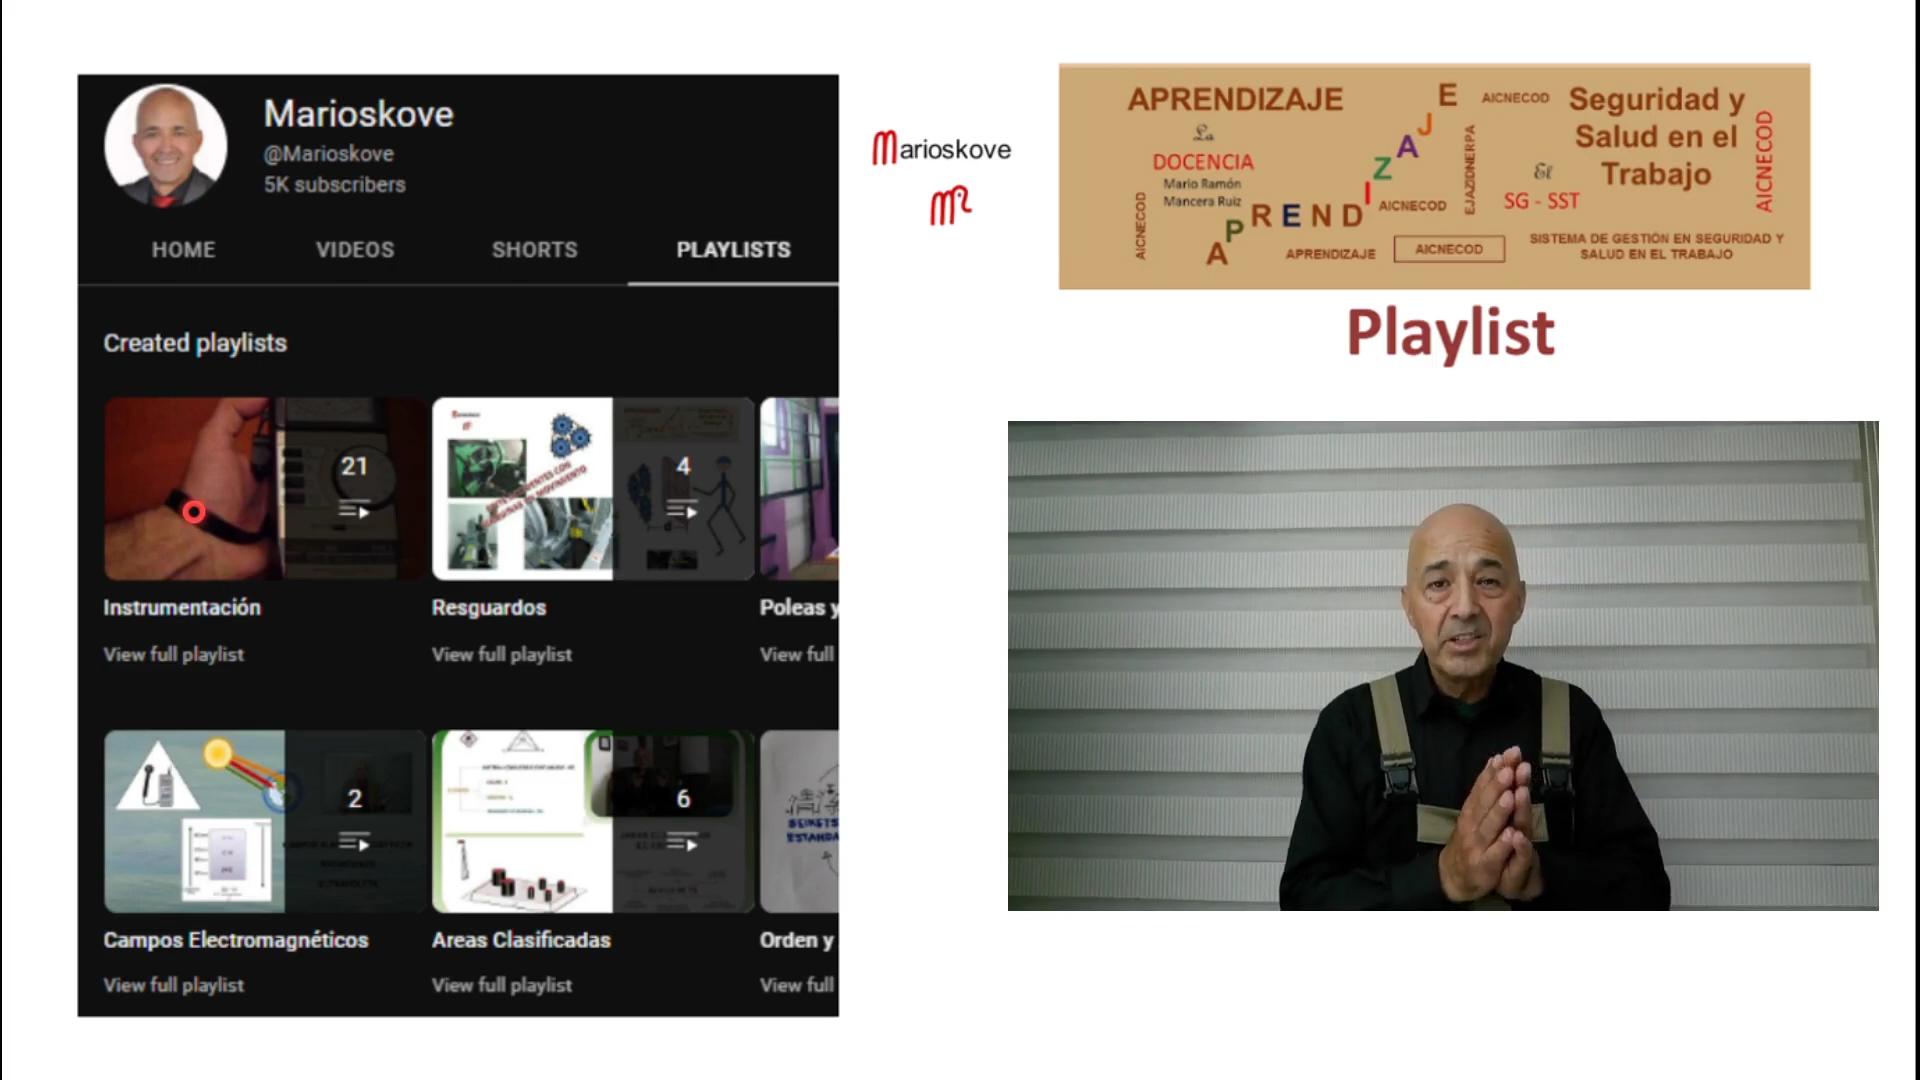 Marioskove
@Marioskove
5K subscribers
HOME VIDEOS SHORTS PLAYLISTS
Created playlists
21
4
Instrumentación
Resguardos
Poleas y
View full playlist
View full playlist
View full
2
6
Campos Electromagnéticos
Areas Clasificadas
Orden y
View full playlist
View full playlist
View full
Marioskove
APRENDIZAJE
La
DOCENCIA
Mario Ramón
Mancera Ruiz
AICNECOD
APRENDIZAJE
AICNECOD
APRENDIZAJE
AICNECOD
AICNECOD
EJAZIDNERPA
Seguridad y
Salud en el
Trabajo
El
SG - SST
AICNECOD
SISTEMA DE GESTIÓN EN SEGURIDAD Y
SALUD EN EL TRABAJO
Playlist